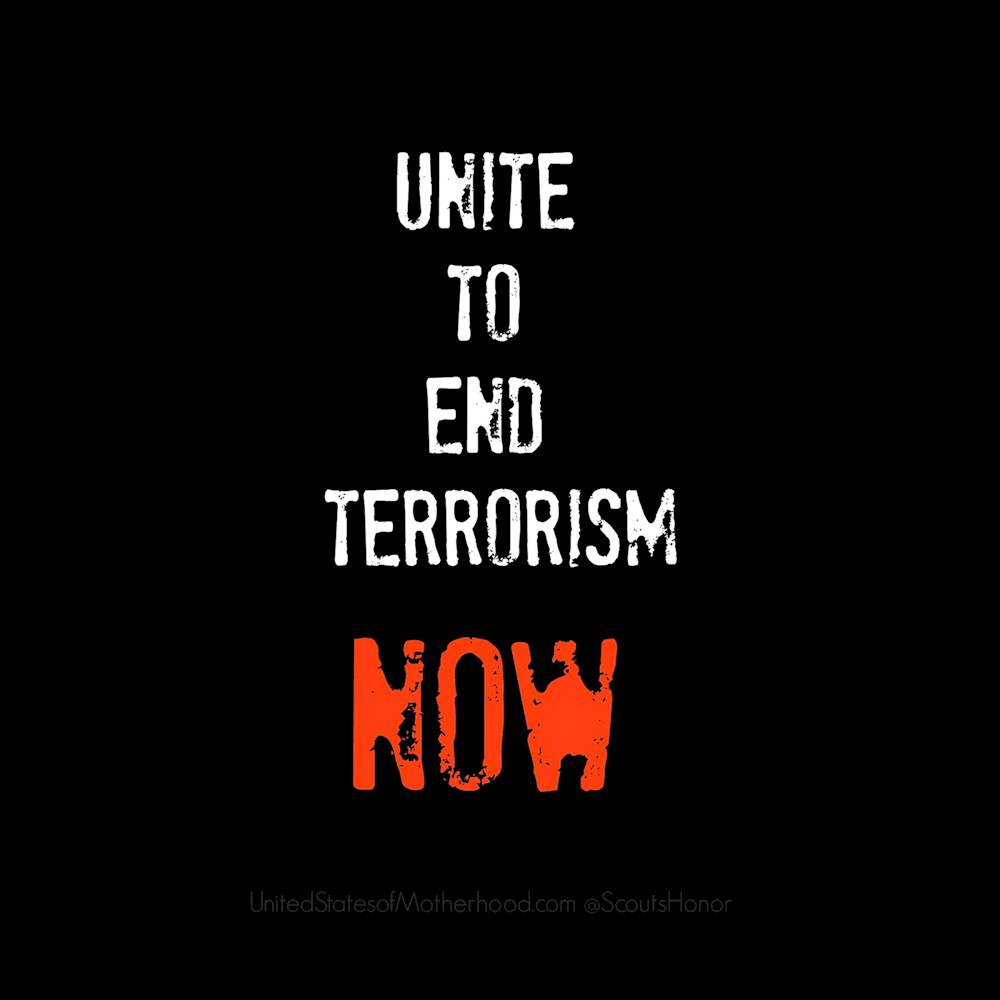 UNITE
TO
END
TERRORISM
NOW
UnitedStatesofMotherhood.com @ScoutsHonor